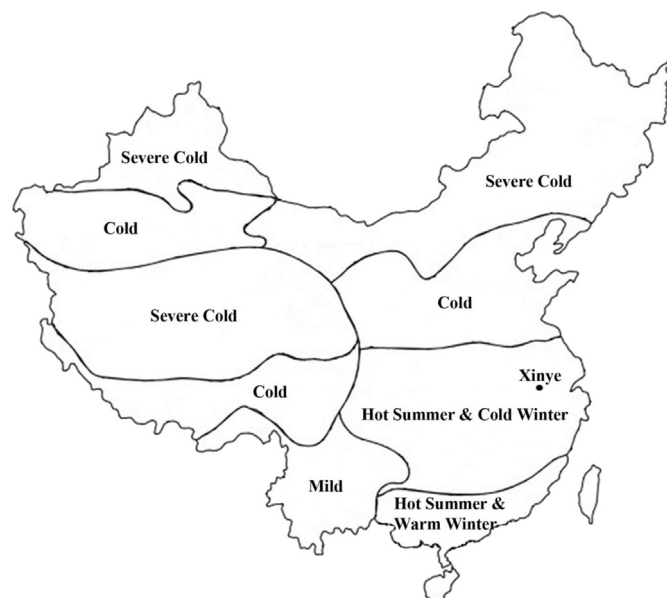 Severe Cold
Severe Cold
Cold
Cold
Severe Cold
Xinye
Cold
Hot Summer & Cold Winter
Mild
Hot Summer &
Warm Winter